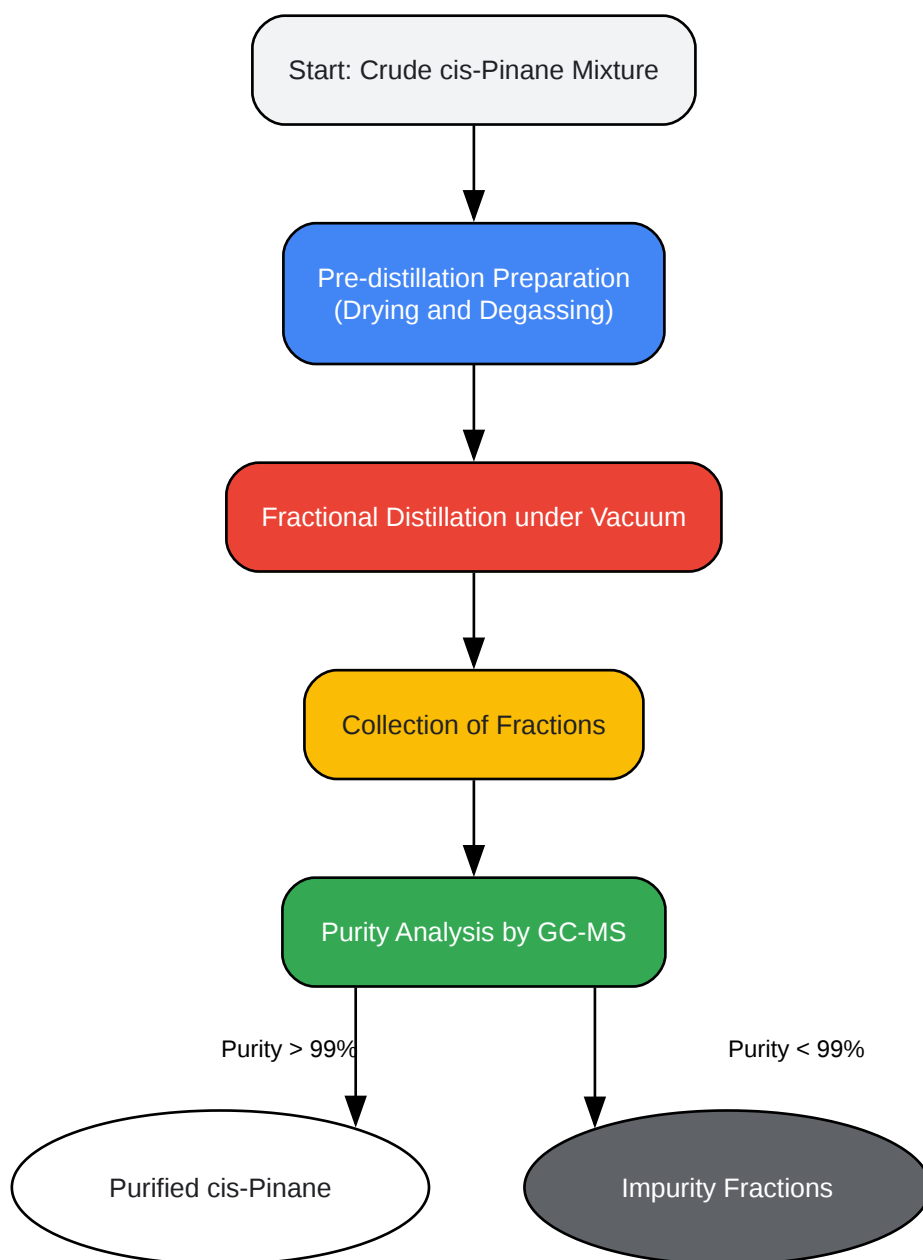 Start: Crude cis-Pinane Mixture
Pre-distillation Preparation
(Drying and Degassing)
Fractional Distillation under Vacuum
Collection of Fractions
Purity Analysis by GC-MS
Purity > 99%
Purity < 99%
Purified cis-Pinane
Impurity Fractions